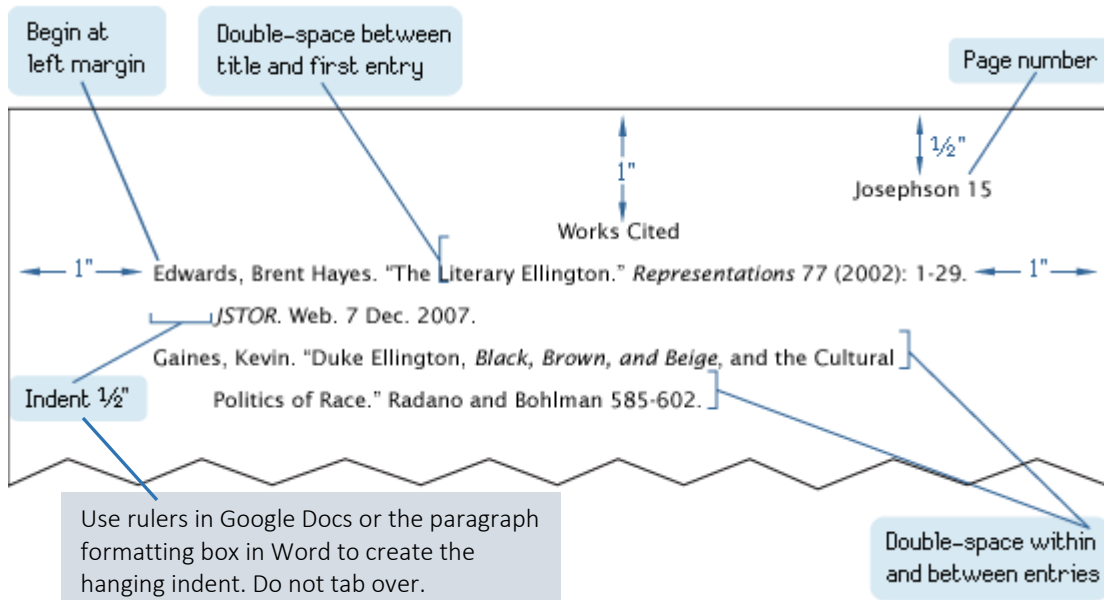 Begin at
left margin
Double-space between
title and first entry
Page number
1"
½"
Josephson 15
Works Cited
1"
Edwards, Brent Hayes. “The Literary Ellington.” Representations 77 (2002): 1-29.
1"
JSTOR. Web. 7 Dec. 2007.
Gaines, Kevin. “Duke Ellington, Black, Brown, and Beige, and the Cultural
Indent ½"
Politics of Race.” Radano and Bohlman 585-602.
Use rulers in Google Docs or the paragraph
formatting box in Word to create the
hanging indent. Do not tab over.
Double-space within
and between entries